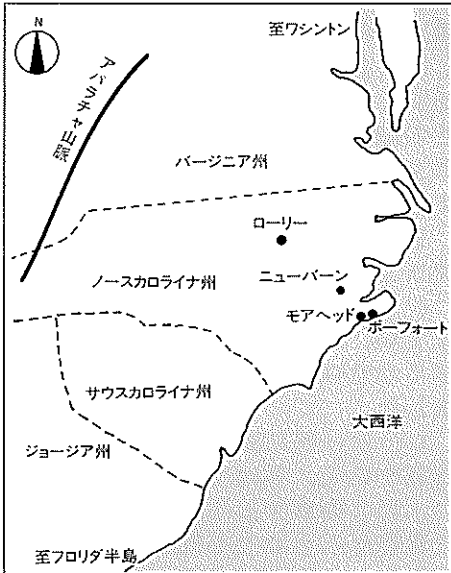 至ワシントン
N
アパラチャ山脈
バージニア州
ローリー
ノースカロライナ州
ニューバーン
モアヘッド
ボーフォート
サウスカロライナ州
大西洋
ジョージア州
至フロリダ半島